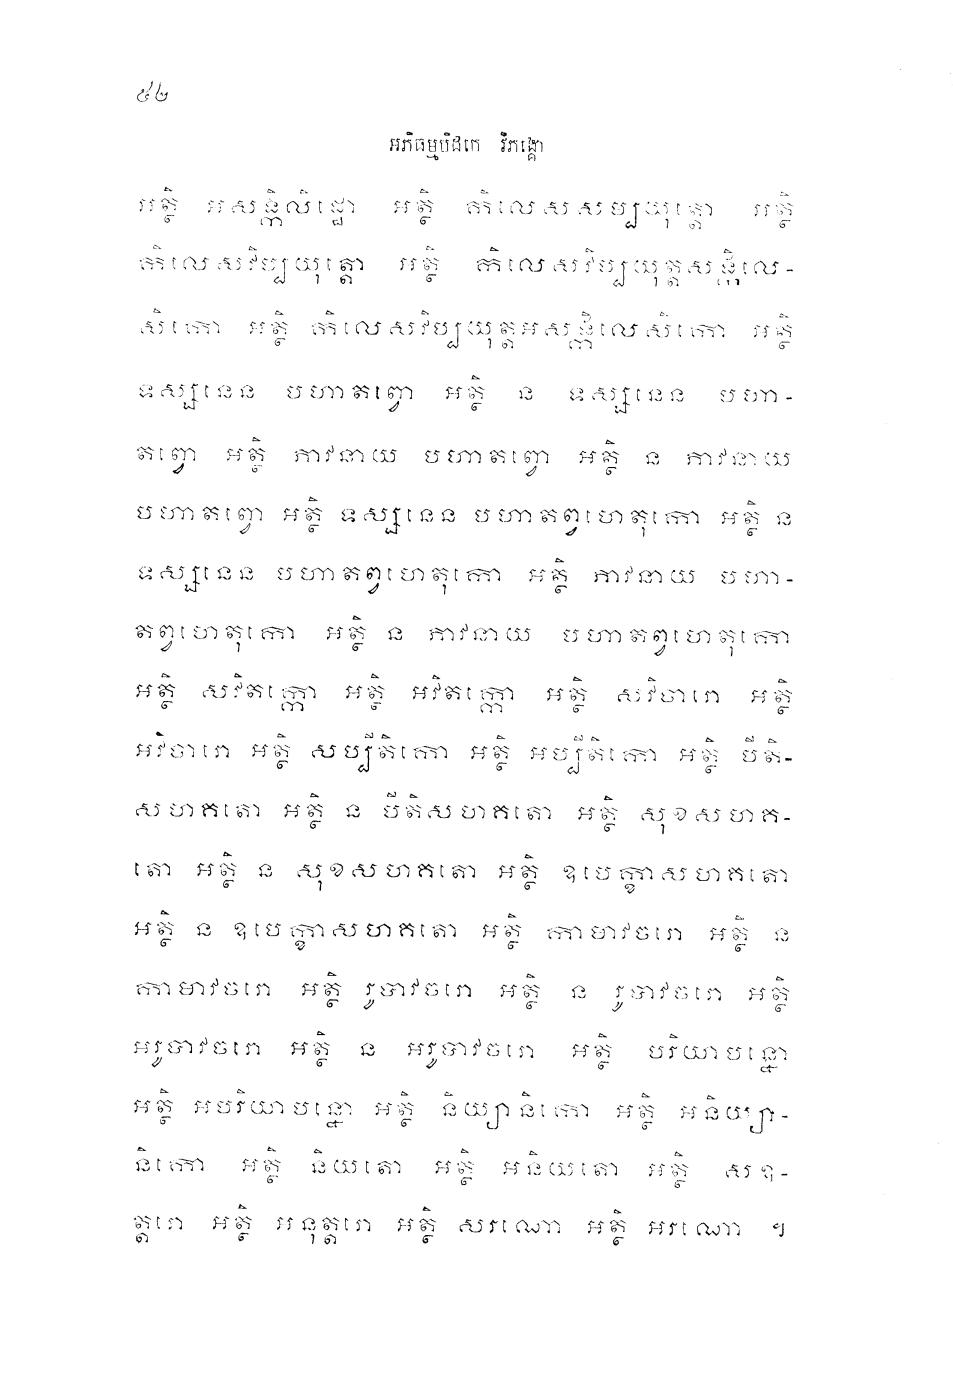 ៥២
អភិធម្មបិដកេ វិភង្គោ
អត្ថិ អសង្កិលិដ្ឋោ អត្ថិ កិលេសសម្បយុត្តោ អត្ថិ
កិលេសវិប្បយុត្តោ អត្ថិ កិលេសវិប្បយុត្តសង្កិលេ-
សិកោ អត្ថិ កិលេសវិប្បយុត្តអសង្កិលេសិកោ អត្ថិ
ទស្សនេន បហាតព្វោ អត្ថិ ន ទស្សនេន បហា-
តព្វោ អត្ថិ ភាវនាយ បហាតព្វោ អត្ថិ ន ភាវនាយ
បហាតព្វោ អត្ថិ ទស្សនេន បហាតព្វហេតុកោ អត្ថិ ន
ទស្សនេន បហាតព្វហេតុកោ អត្ថិ ភាវនាយ បហា-
តព្វហេតុកោ អត្ថិ ន ភាវនាយ បហាតព្វហេតុកោ
អត្ថិ សវិតក្កោ អត្ថិ អវិតក្កោ អត្ថិ សវិចារោ អត្ថិ
អវិចារោ អត្ថិ សប្បីតិកោ អត្ថិ អប្បីតិកោ អត្ថិ បីតិ-
សហគតោ អត្ថិ ន បីតិសហគតោ អត្ថិ សុខសហគ-
តោ អត្ថិ ន សុខសហគតោ អត្ថិ ឧបេក្ខាសហគតោ
អត្ថិ ន ឧបេក្ខាសហគតោ អត្ថិ កាមាវចរោ អត្ថិ ន
កាមាវចរោ អត្ថិ រូបាវចរោ អត្ថិ ន រូបាវចរោ អត្ថិ
អរូបាវចរោ អត្ថិ ន អរូបាវចរោ អត្ថិ បរិយាបន្នោ
អត្ថិ អបរិយាបន្នោ អត្ថិ និយ្យានិកោ អត្ថិ អនិយ្យា-
និកោ អត្ថិ និយតោ អត្ថិ អនិយតោ អត្ថិ សឧ-
ត្តរោ អត្ថិ អនុត្តរោ អត្ថិ សរណោ អត្ថិ អរណោ ។